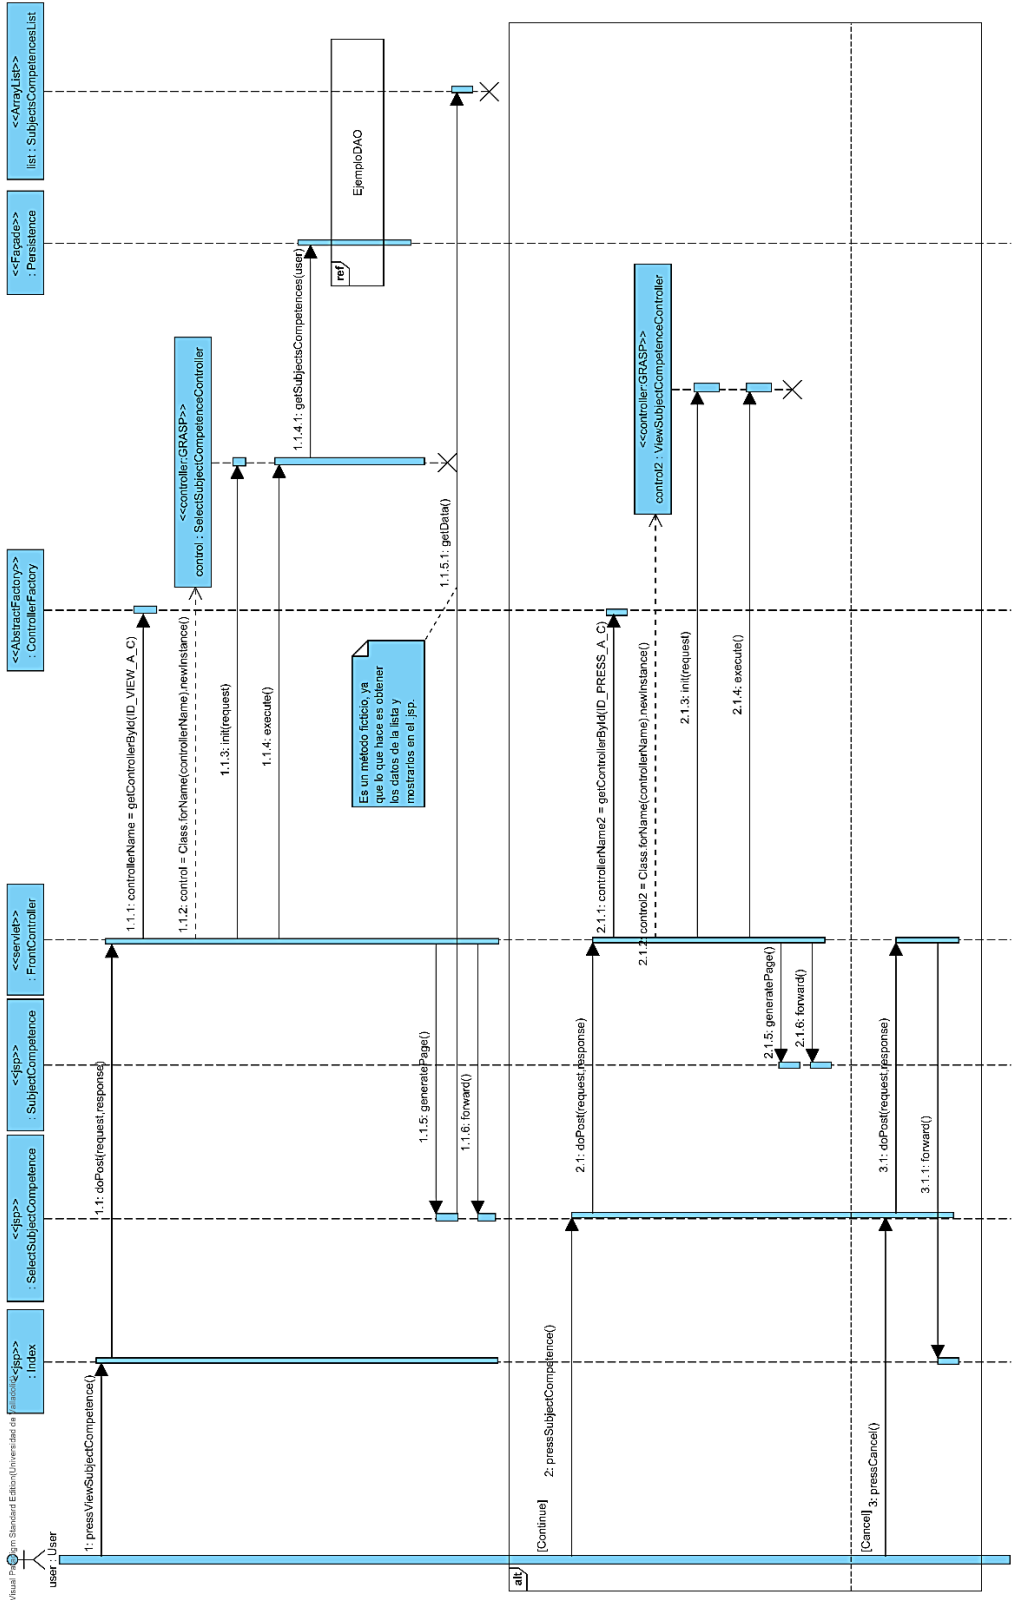 Visual Paradigm Standard Edition(Universidad de Valladolid)
user : User
<<jsp>>
: Index
<<jsp>>
: SelectSubjectCompetence
<<jsp>>
: SubjectCompetence
<<servlet>>
: FrontController
<<AbstractFactory>>
: ControllerFactory
<<Façade>>
: Persistence
<<ArrayList>>
list : SubjectsCompetencesList
1: pressViewSubjectCompetence()
1.1: doPost(request,response)
1.1.1: controllerName = getControllerById(ID_VIEW_A_C)
<<controller:GRASP>>
control : SelectSubjectCompetenceController
1.1.2: control = Class.forName(controllerName).newInstance()
1.1.3: init(request)
1.1.4: execute()
1.1.4.1: getSubjectsCompetences(user)
ref
EjemploDAO
Es un método ficticio, ya
que lo que hace es obtener
los datos de la lista y
mostrarlos en el .jsp.
1.1.5: generatePage()
1.1.5.1: getData()
1.1.6: forward()
alt
[Continue]
2: pressSubjectCompetence()
2.1: doPost(request,response)
2.1.1: controllerName2 = getControllerById(ID_PRESS_A_C)
<<controller:GRASP>>
control2 : ViewSubjectCompetenceController
2.1.2: control2 = Class.forName(controllerName).newInstance()
2.1.3: init(request)
2.1.4: execute()
2.1.5: generatePage()
2.1.6: forward()
[Cancel]
3: pressCancel()
3.1: doPost(request,response)
3.1.1: forward()